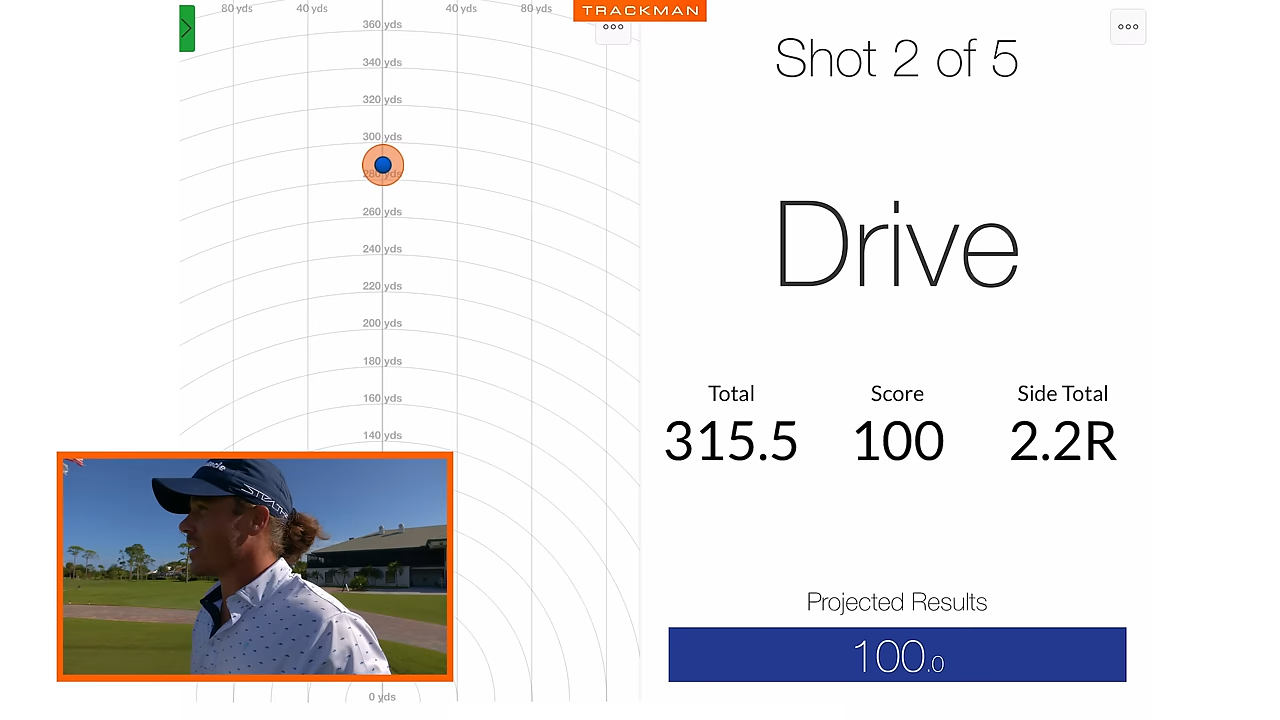 TRACKMAN
80 yds 40 yds 40 yds 80 yds
360 yds
340 yds
320 yds
300 yds
280 yds
260 yds
240 yds
220 yds
200 yds
180 yds
160 yds
140 yds
0 yds
STEALTH
Shot 2 of 5
Drive
Total Score Side Total
315.5 100 2.2R
Projected Results
100.0